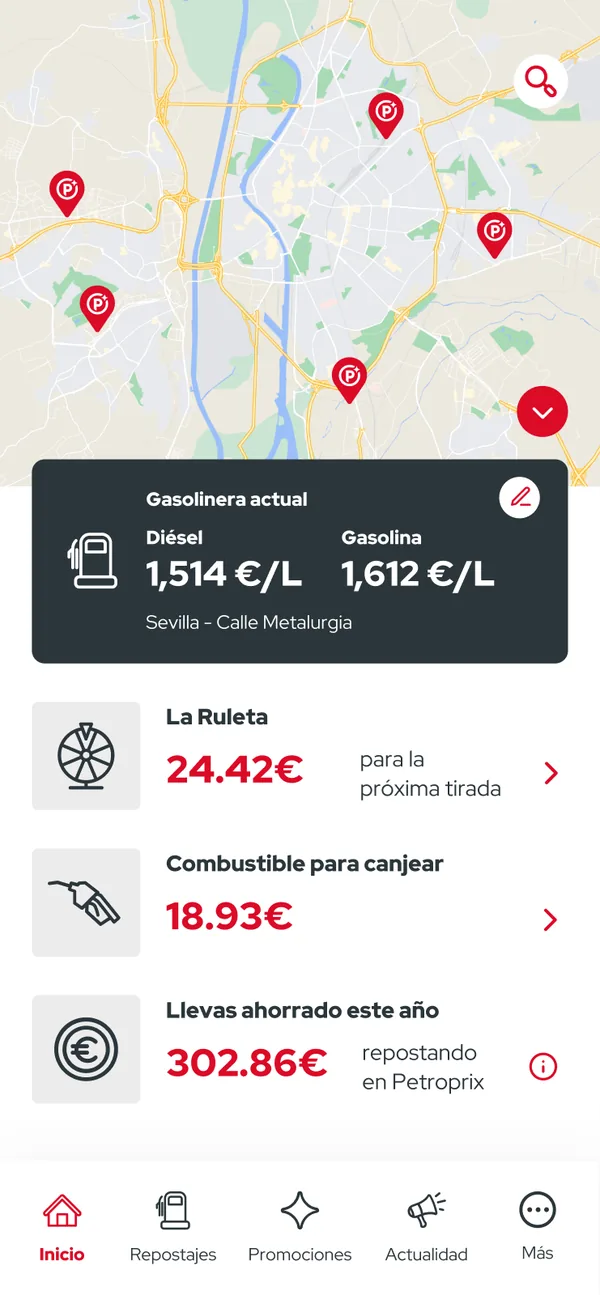 Gasolinera actual
Diésel Gasolina
1,514 €/L 1,612 €/L
Sevilla - Calle Metalurgia
La Ruleta
24.42€ para la
próxima tirada
Combustible para canjear
18.93€
Llevas ahorrado este año
302.86€ repostando
en Petroprix
Inicio Repostajes Promociones Actualidad Más